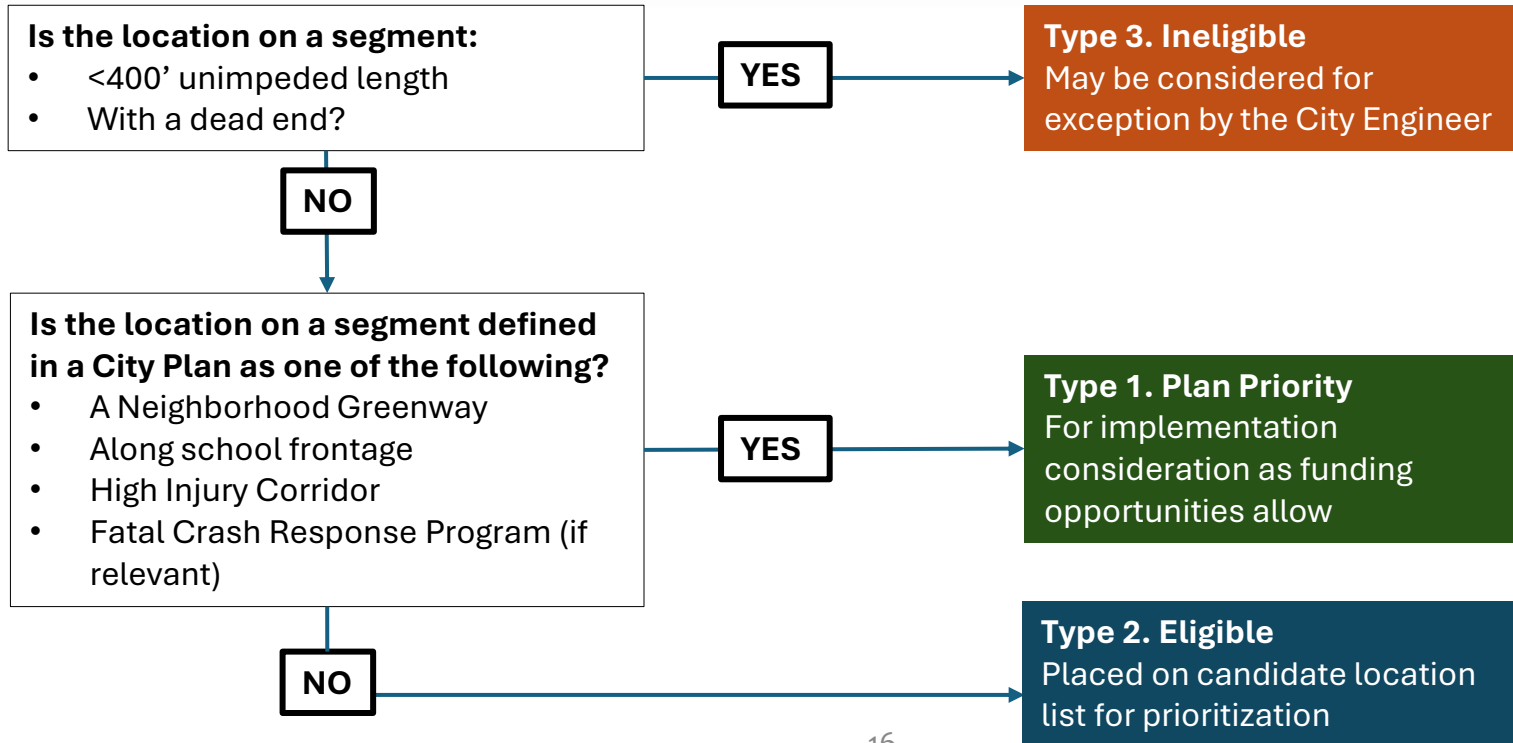 Is the location on a segment:
• <400’ unimpeded length
• With a dead end?
YES
Type 3. Ineligible
May be considered for
exception by the City Engineer
NO
Is the location on a segment defined
in a City Plan as one of the following?
• A Neighborhood Greenway
• Along school frontage
• High Injury Corridor
• Fatal Crash Response Program (if
relevant)
YES
Type 1. Plan Priority
For implementation
consideration as funding
opportunities allow
NO
Type 2. Eligible
Placed on candidate location
list for prioritization
16